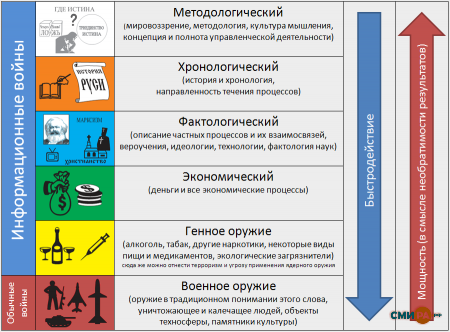 Информационные войны
Обычные войны
ГДЕ ИСТИНА
?
ИСТИНА
ИСТОРИЯ
РУСИ
МАРКСИЗМ
ХРИСТИАНСТВО
Методологический
(мировоззрение, методология, культура мышления,
концепция и полнота управленческой деятельности)
Хронологический
(история и хронология,
направленность течения процессов)
Фактологический
(описание частных процессов и их взаимосвязей,
вероучения, идеологии, технологии, фактология наук)
Экономический
(деньги и все экономические процессы)
Генное оружие
(алкоголь, табак, другие наркотики, некоторые виды
пищи и медикаментов, экологические загрязнители)
сюда же можно отнести терроризм и угрозу применения ядерного оружия
Военное оружие
(оружие в традиционном понимании этого слова,
уничтожающее и калечащее людей, объекты
техносферы, памятники культуры)
Быстродействие
Мощность (в смысле необратимости результатов)
СМИ